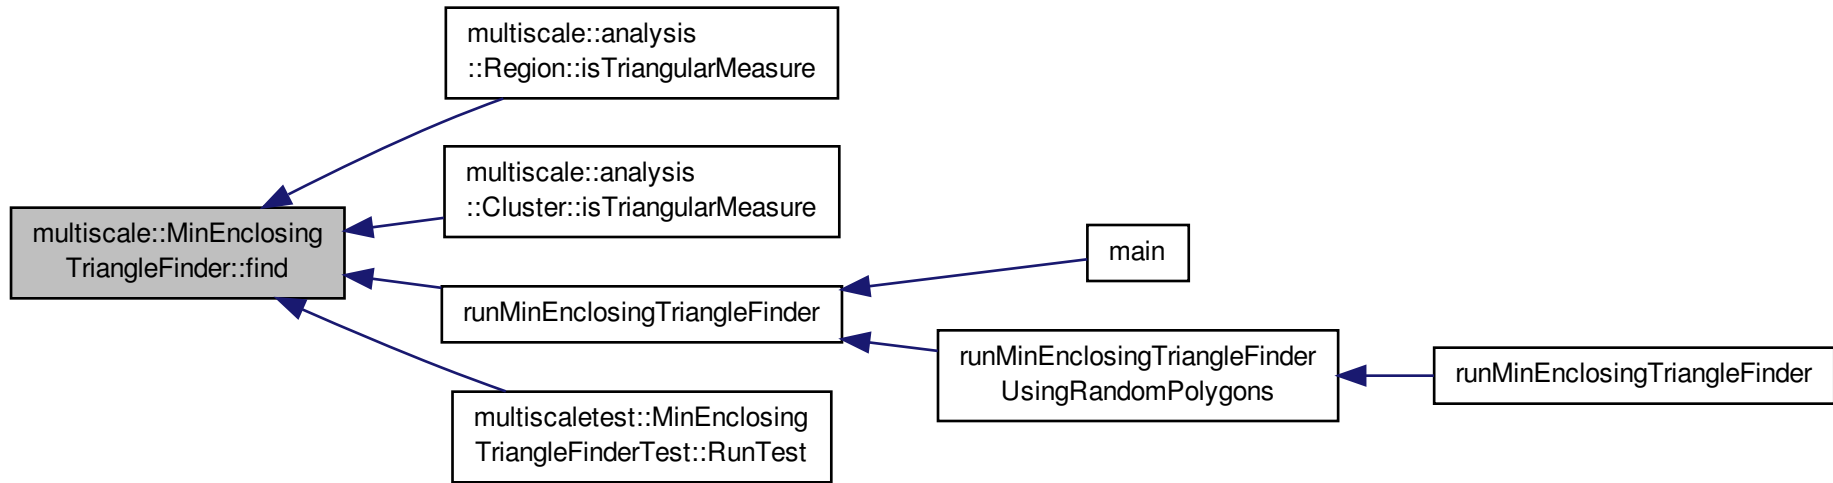 multiscale::analysis
::Region::isTriangularMeasure
multiscale::analysis
::Cluster::isTriangularMeasure
multiscale::MinEnclosing
TriangleFinder::find
main
runMinEnclosingTriangleFinder
runMinEnclosingTriangleFinder
UsingRandomPolygons
runMinEnclosingTriangleFinder
multiscaletest::MinEnclosing
TriangleFinderTest::RunTest